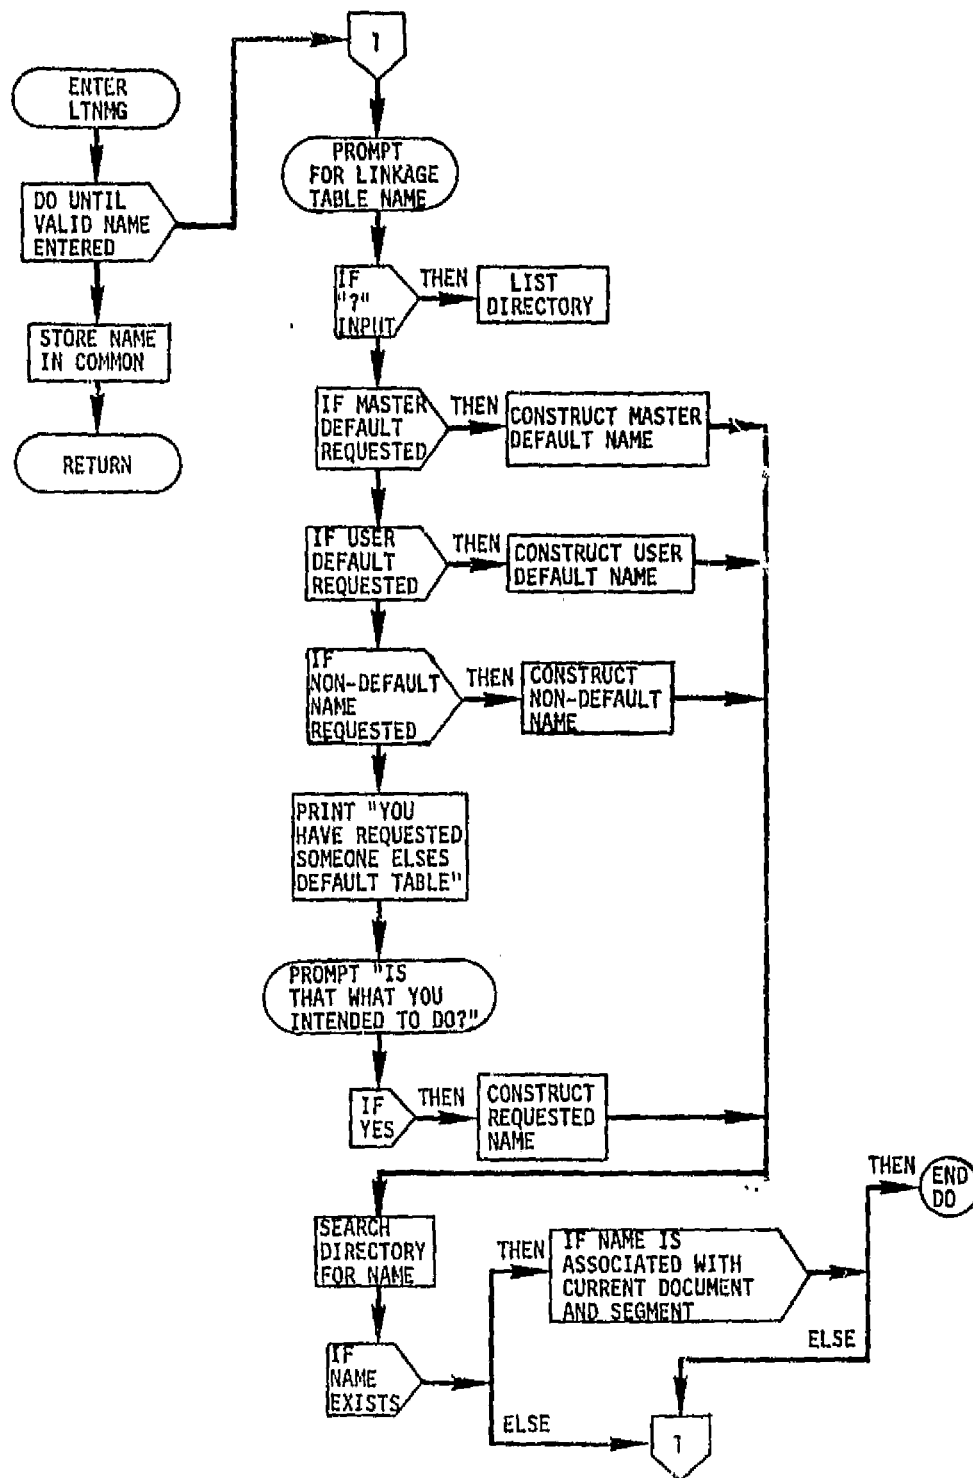 ENTER
LTNMG
DO UNTIL
VALID NAME
ENTERED
STORE NAME
IN COMMON
RETURN
1
PROMPT
FOR LINKAGE
TABLE NAME
IF
"?"
INPUT
THEN
LIST
DIRECTORY
IF MASTER
DEFAULT
REQUESTED
THEN
CONSTRUCT MASTER
DEFAULT NAME
IF USER
DEFAULT
REQUESTED
THEN
CONSTRUCT USER
DEFAULT NAME
IF
NON-DEFAULT
NAME
REQUESTED
THEN
CONSTRUCT
NON-DEFAULT
NAME
PRINT "YOU
HAVE REQUESTED
SOMEONE ELSES
DEFAULT TABLE"
PROMPT "IS
THAT WHAT YOU
INTENDED TO DO?"
IF
YES
THEN
CONSTRUCT
REQUESTED
NAME
SEARCH
DIRECTORY
FOR NAME
IF
NAME
EXISTS
THEN
IF NAME IS
ASSOCIATED WITH
CURRENT DOCUMENT
AND SEGMENT
THEN
END
DO
ELSE
ELSE
1